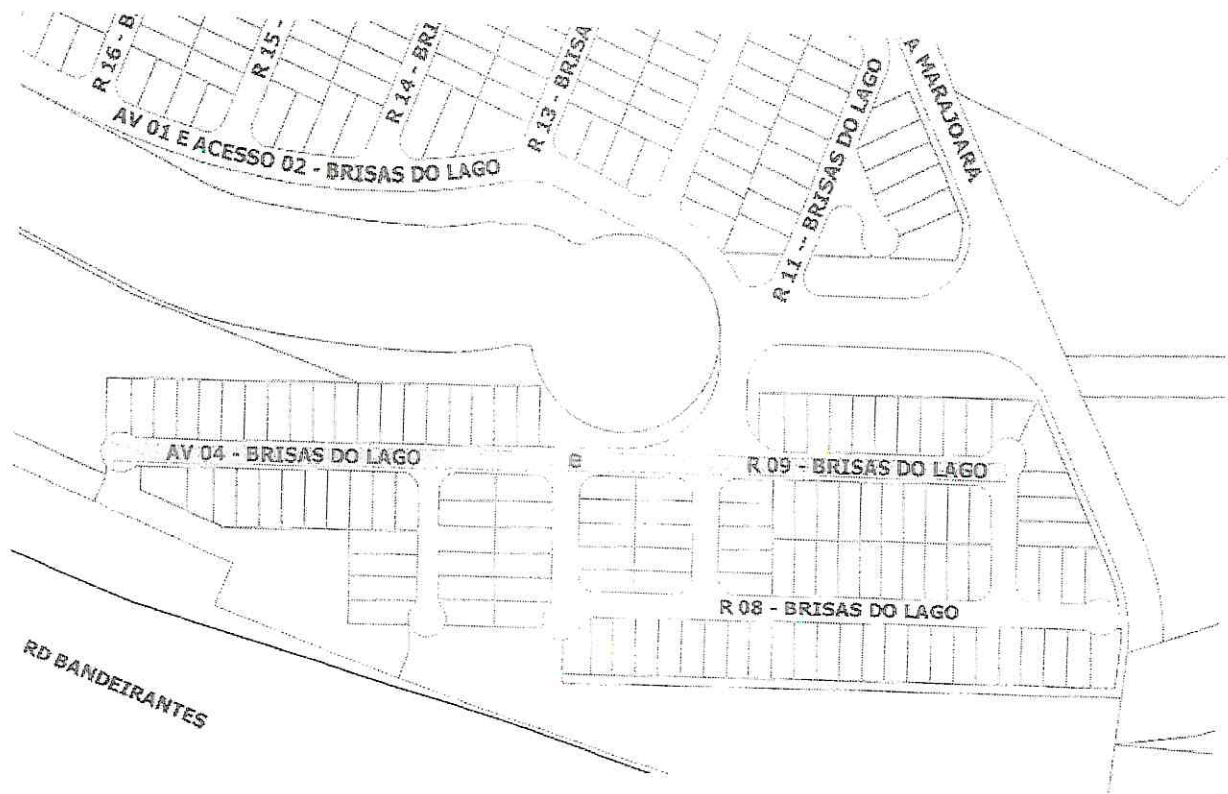 R 16 - B
R 15 -
R 14 - BRI
R 13 - BRISA
R 11 -- BRISAS DO LAGO
A MARAJOARA
AV 01 E ACESSO 02 - BRISAS DO LAGO
AV 04 - BRISAS DO LAGO
R 09 - BRISAS DO LAGO
R 08 - BRISAS DO LAGO
RD BANDEIRANTES